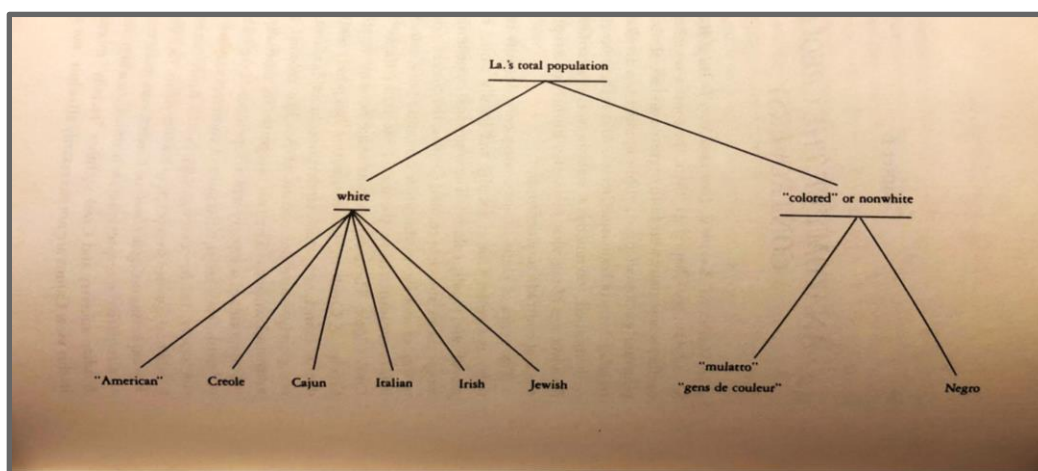 La.'s total population
white
"colored" or nonwhite
"American"
Creole
Cajun
Italian
Irish
Jewish
"mulatto"
"gens de couleur"
Negro